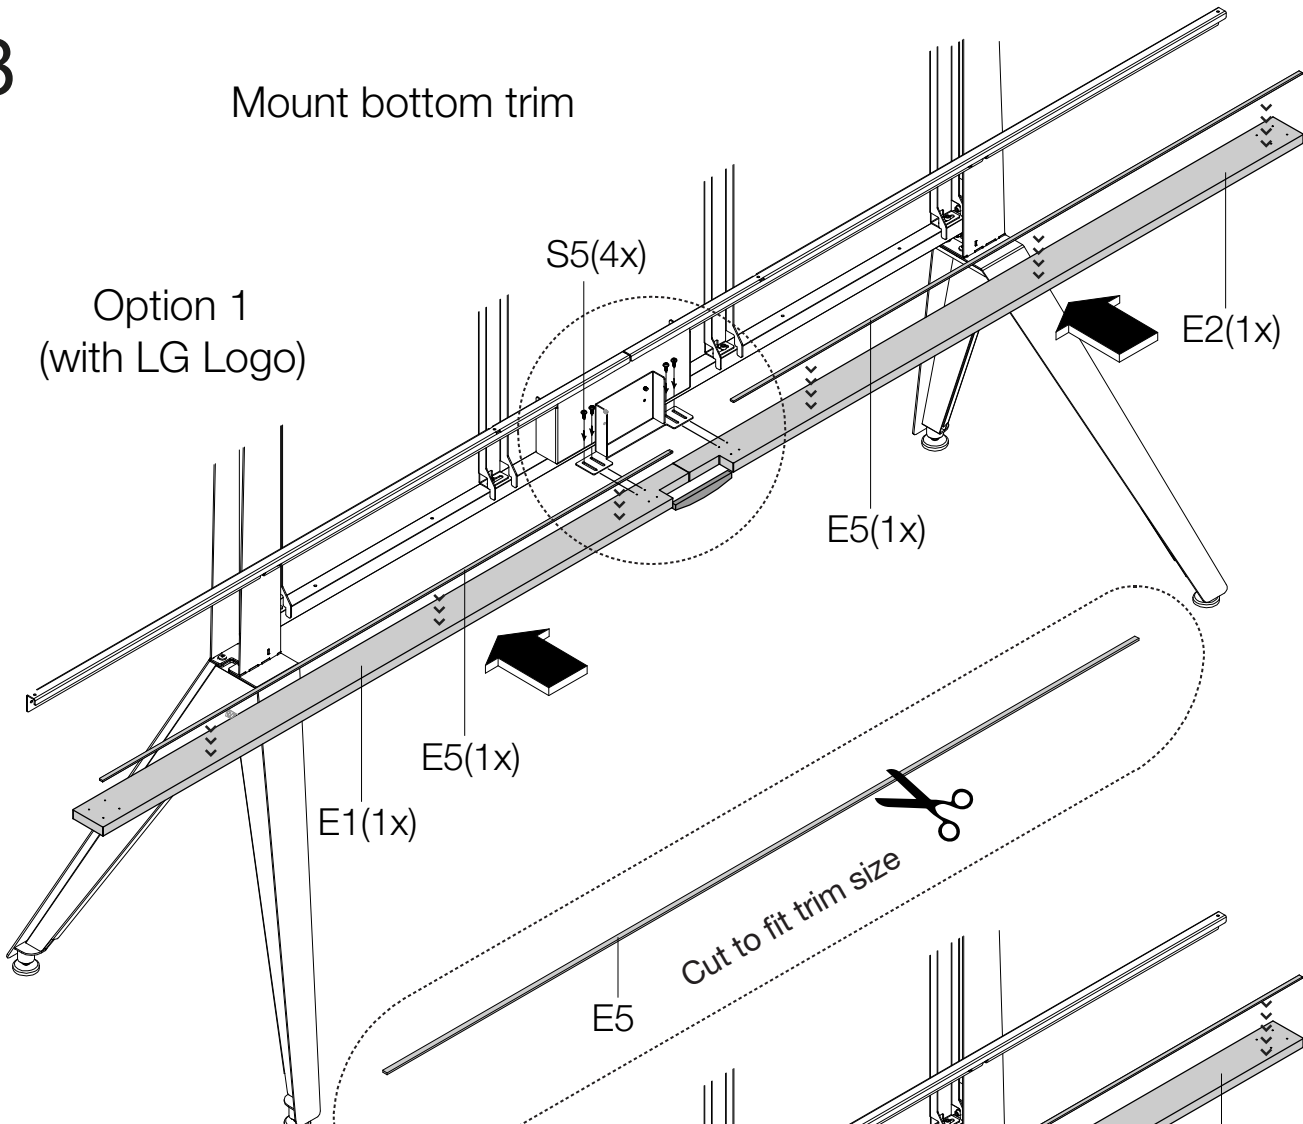 3
Mount bottom trim
S5(4x)
Option 1
(with LG Logo)
E2(1x)
E5(1x)
E5(1x)
E1(1x)
Cut to fit trim size
E5